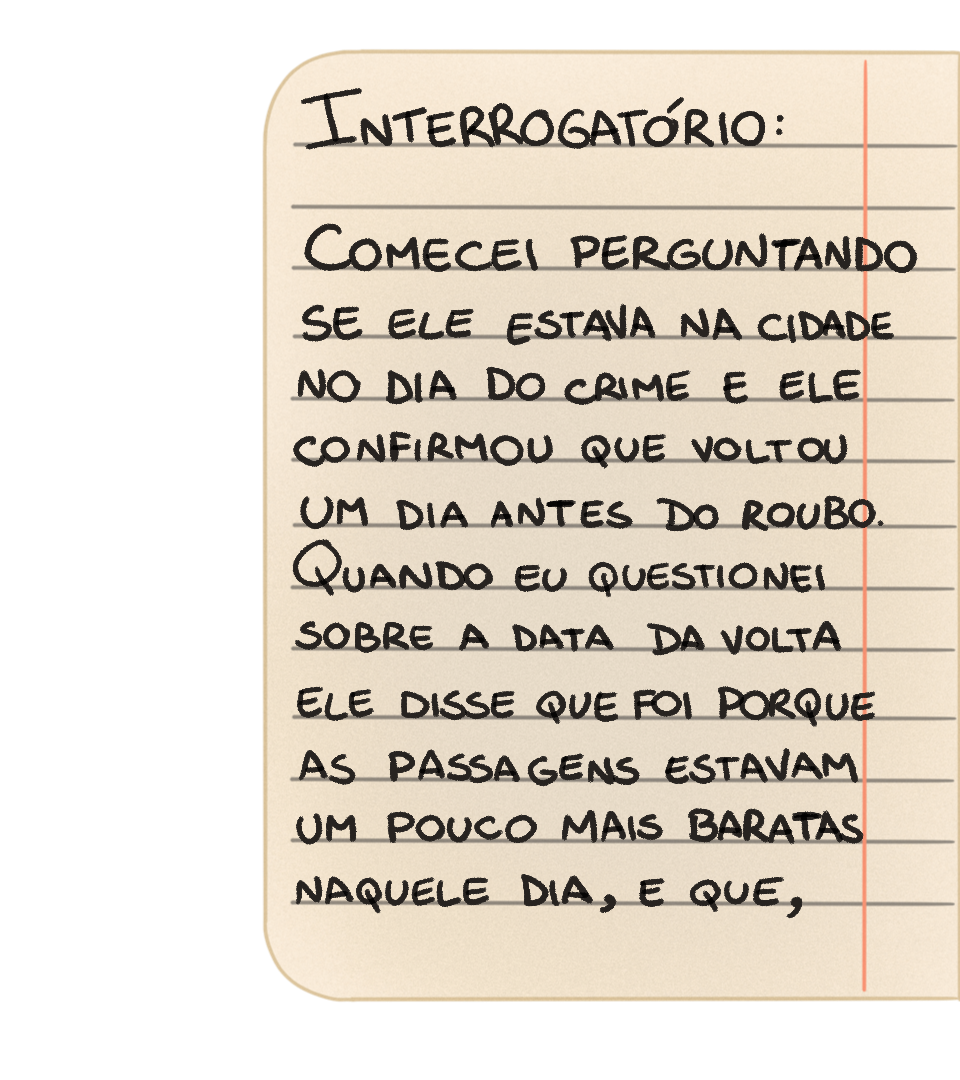 INTERROGATÓRIO:
COMECEI PERGUNTANDO
SE ELE ESTAVA NA CIDADE
NO DIA DO CRIME E ELE
CONFIRMOU QUE VOLTOU
UM DIA ANTES DO ROUBO.
QUANDO EU QUESTIONEI
SOBRE A DATA DA VOLTA
ELE DISSE QUE FOI PORQUE
AS PASSAGENS ESTAVAM
UM POUCO MAIS BARATAS
NAQUELE DIA, E QUE,